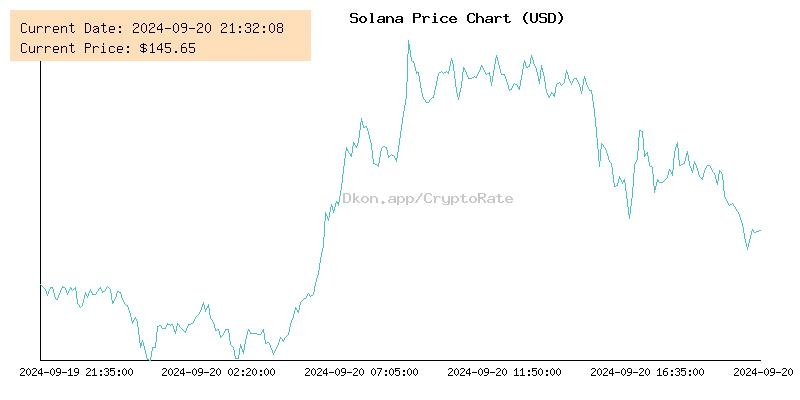 Solana Price Chart (USD)
Current Date: 2024-09-20 21:32:08
Current Price: $145.65
Dkon.app/CryptoRate
2024-09-19 21:35:00
2024-09-20 02:20:00
2024-09-20 07:05:00
2024-09-20 11:50:00
2024-09-20 16:35:00
2024-09-20